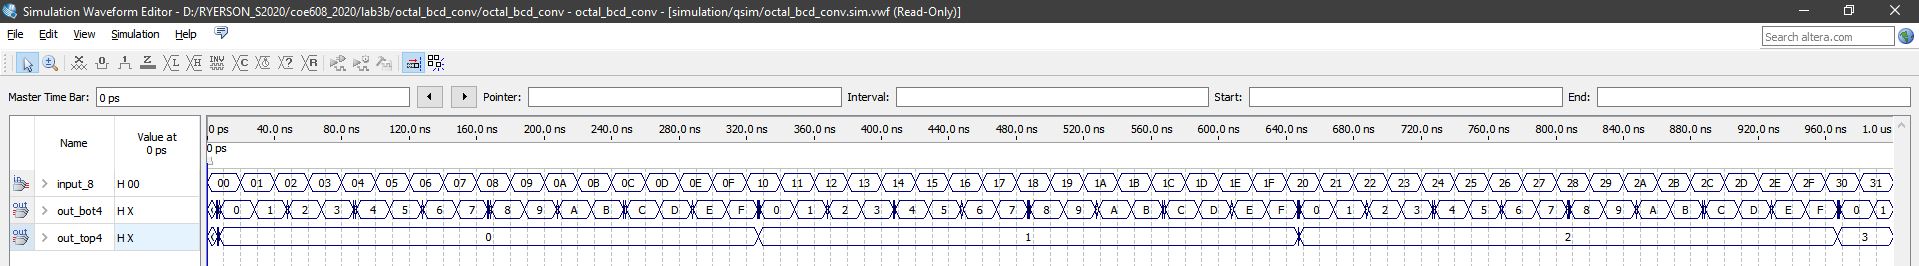 Simulation Waveform Editor - D:/RYERSON_S2020/coe608_2020/lab3b/octal_bcd_conv/octal_bcd_conv - octal_bcd_conv - [simulation/qsim/octal_bcd_conv.sim.vwf (Read-Only)]
File Edit View Simulation Help
Search altera.com
Master Time Bar: 0 ps Pointer: Interval: Start: End:
Name Value at 0 ps
0 ps 40.0 ns 80.0 ns 120.0 ns 160.0 ns 200.0 ns 240.0 ns 280.0 ns 320.0 ns 360.0 ns 400.0 ns 440.0 ns 480.0 ns 520.0 ns 560.0 ns 600.0 ns 640.0 ns 680.0 ns 720.0 ns 760.0 ns 800.0 ns 840.0 ns 880.0 ns 920.0 ns 960.0 ns 1.0 us
0 ps
input_8 H 00 00 01 02 03 04 05 06 07 08 09 0A 0B 0C 0D 0E 0F 10 11 12 13 14 15 16 17 18 19 1A 1B 1C 1D 1E 1F 20 21 22 23 24 25 26 27 28 29 2A 2B 2C 2D 2E 2F 30 31
out_bot4 H X 0 1 2 3 4 5 6 7 8 9 A B C D E F 0 1 2 3 4 5 6 7 8 9 A B C D E F 0 1 2 3 4 5 6 7 8 9 A B C D E F 0 1
out_top4 H X 0 1 2 3